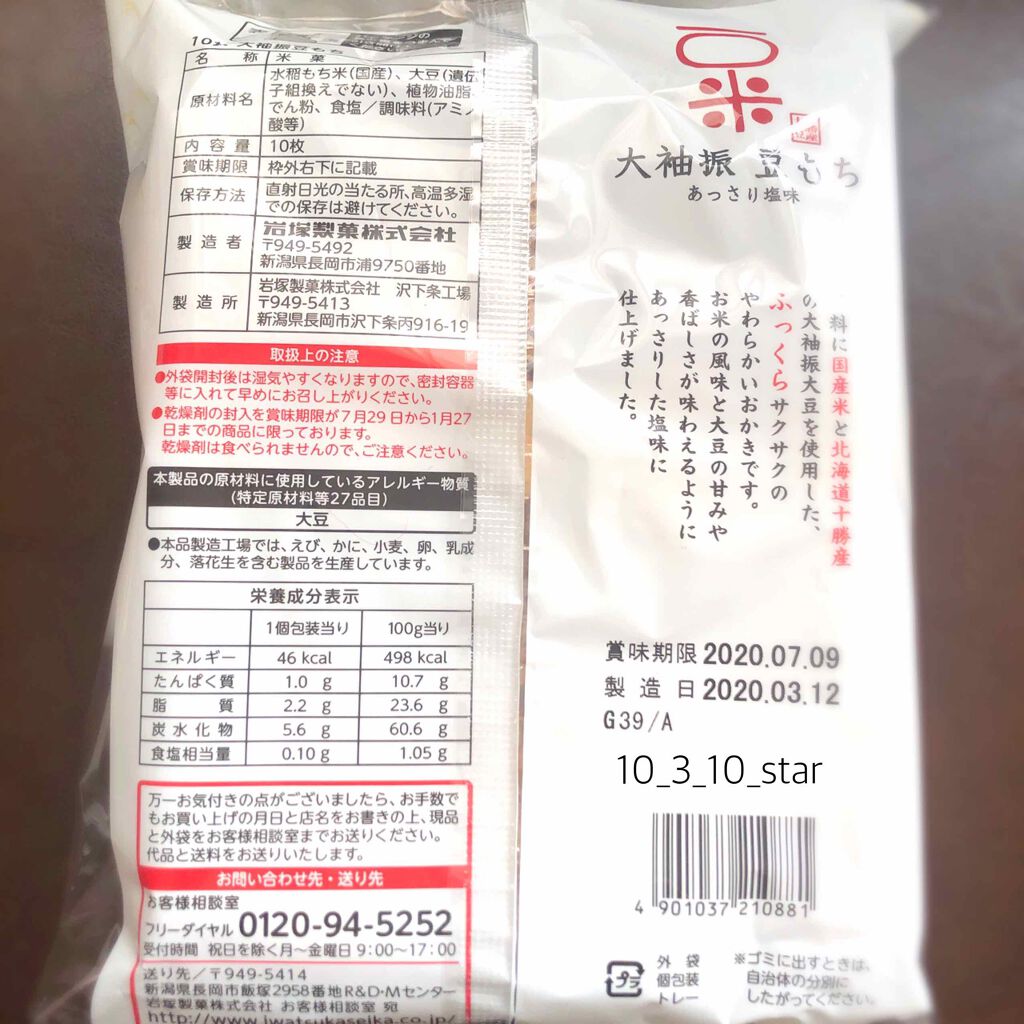 10枚 大袖振豆もち
名称 米菓
原材料名 水稲もち米(国産)、大豆(遺伝
子組換えでない)、植物油脂
でん粉、食塩／調味料(アミノ
酸等)
内容量 10枚
賞味期限 枠外右下に記載
保存方法 直射日光の当たる所、高温多湿
での保存は避けてください。
製造者 岩塚製菓株式会社
〒949-5492
新潟県長岡市浦9750番地
製造所 岩塚製菓株式会社 沢下条工場
〒949-5413
新潟県長岡市沢下条丙916-19
取扱上の注意
●外袋開封後は湿気やすくなりますので、密封容器
等に入れて早めにお召し上がりください。
●乾燥剤の封入を賞味期限が7月29日から1月27
日までの商品に限っております。
乾燥剤は食べられませんので、ご注意ください。
本製品の原材料に使用しているアレルギー物質
(特定原材料等27品目)
大豆
●本品製造工場では、えび、かに、小麦、卵、乳成
分、落花生を含む製品を生産しています。
栄養成分表示
1個包装当り 100g当り
エネルギー 46 kcal 498 kcal
たんぱく質 1.0 g 10.7 g
脂質 2.2 g 23.6 g
炭水化物 5.6 g 60.6 g
食塩相当量 0.10 g 1.05 g
万一お気付きの点がございましたら、お手数で
もお買い上げの月日と店名をお書きの上、現品
と外袋をお客様相談室までお送りください。
代品と送料をお送りいたします。
お問い合わせ先・送り先
お客様相談室
フリーダイヤル 0120-94-5252
受付時間 祝日を除く月～金曜日 9:00～17:00
送り先／〒949-5414
新潟県長岡市飯塚2958番地R&D・Mセンター
岩塚製菓株式会社 お客様相談室 宛
http://www.iwatsukaseika.co.jp/
米
大袖振 豆もち
あっさり塩味
料に国産米と北海道十勝産
の大袖振大豆を使用した、
ふっくらサクサクの
やわらかいおかきです。
お米の風味と大豆の甘みや
香ばしさが味わえるように
あっさりした塩味に
仕上げました。
賞味期限 2020.07.09
製造日 2020.03.12
G39/A
10_3_10_star
4 901037 210881
プラ
外袋
個包装
トレー
※ゴミに出すときは、
自治体の分別に
したがってください。